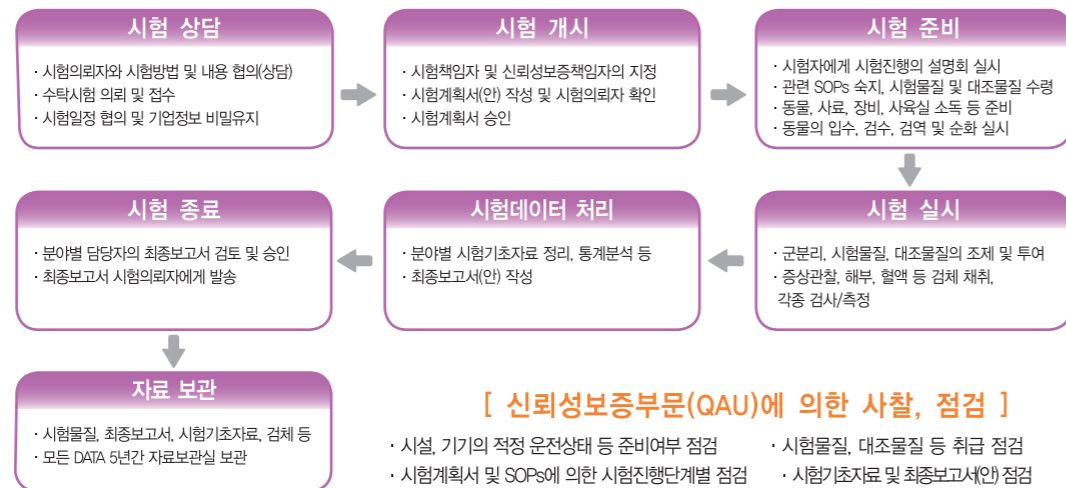 시험 상담
· 시험의뢰자와 시험방법 및 내용 협의(상담)
· 수탁시험 의뢰 및 접수
· 시험일정 협의 및 기업정보 비밀유지
시험 개시
· 시험책임자 및 신뢰성보증책임자의 지정
· 시험계획서(안) 작성 및 시험의뢰자 확인
· 시험계획서 승인
시험 준비
· 시험자에게 시험진행의 설명회 실시
· 관련 SOPs 숙지, 시험물질 및 대조물질 수령
· 동물, 사료, 장비, 사육실 소독 등 준비
· 동물의 입수, 검수, 검역 및 순화 실시
시험 실시
· 군분리, 시험물질, 대조물질의 조제 및 투여
· 증상관찰, 해부, 혈액 등 검체 채취,
각종 검사/측정
시험데이터 처리
· 분야별 시험기초자료 정리, 통계분석 등
· 최종보고서(안) 작성
시험 종료
· 분야별 담당자의 최종보고서 검토 및 승인
· 최종보고서 시험의뢰자에게 발송
자료 보관
· 시험물질, 최종보고서, 시험기초자료, 검체 등
· 모든 DATA 5년간 자료보관실 보관
[ 신뢰성보증부문(QAU)에 의한 사찰, 점검 ]
· 시설, 기기의 적정 운전상태 등 준비여부 점검
· 시험물질, 대조물질 등 취급 점검
· 시험계획서 및 SOPs에 의한 시험진행단계별 점검
· 시험기초자료 및 최종보고서(안) 점검